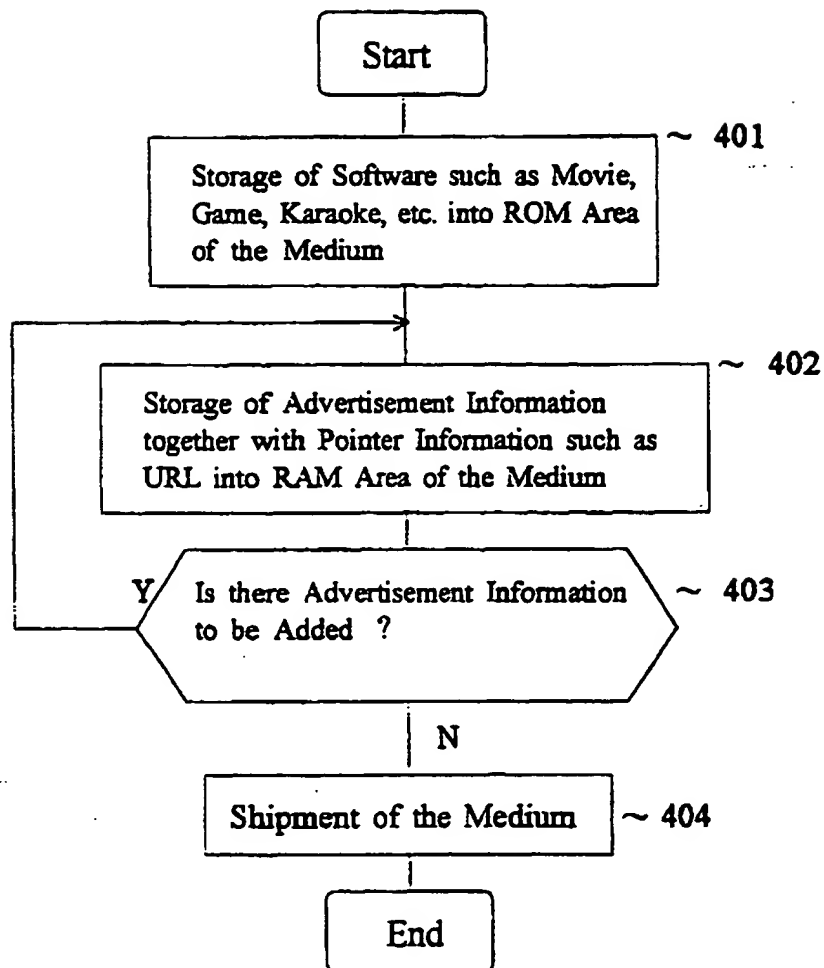 Start
~ 401
Storage of Software such as Movie,
Game, Karaoke, etc. into ROM Area
of the Medium
~ 402
Storage of Advertisement Information
together with Pointer Information such as
URL into RAM Area of the Medium
Y
Is there Advertisement Information
to be Added ?
~ 403
N
Shipment of the Medium
~ 404
End